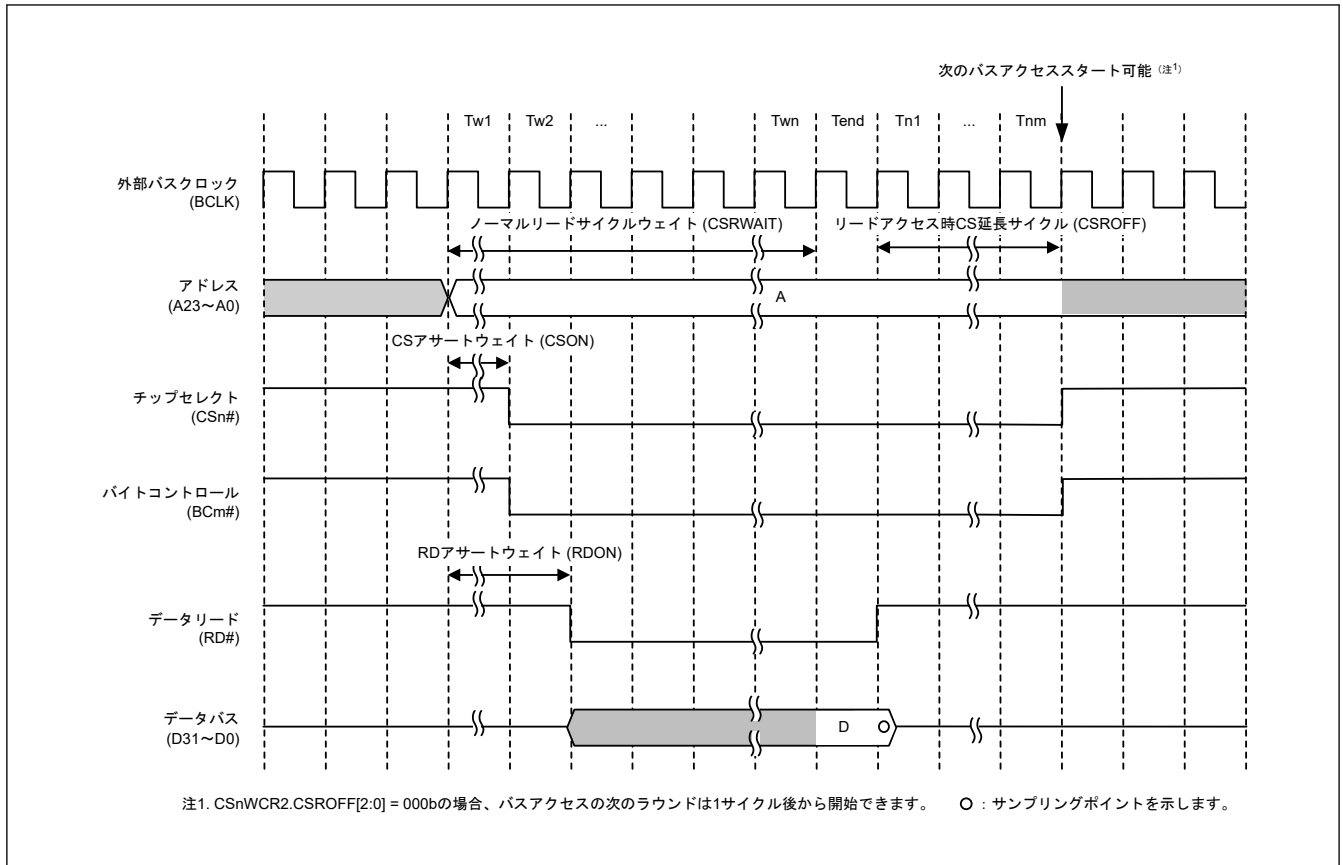 次のバスアクセススタート可能 (注1)
Tw1 Tw2 ... Twn Tend Tn1 ... Tnm
外部バスクロック
(BCLK)
ノーマルリードサイクルウェイト (CSRWAIT)
リードアクセス時CS延長サイクル (CSROFF)
アドレス
(A23～A0)
A
CSアサートウェイト (CSON)
チップセレクト
(CSn#)
バイトコントロール
(BCm#)
RDアサートウェイト (RDON)
データリード
(RD#)
データバス
(D31～D0)
D
注1. CSnWCR2.CSROFF[2:0] = 000bの場合、バスアクセスの次のラウンドは1サイクル後から開始できます。
：サンプリングポイントを示します。